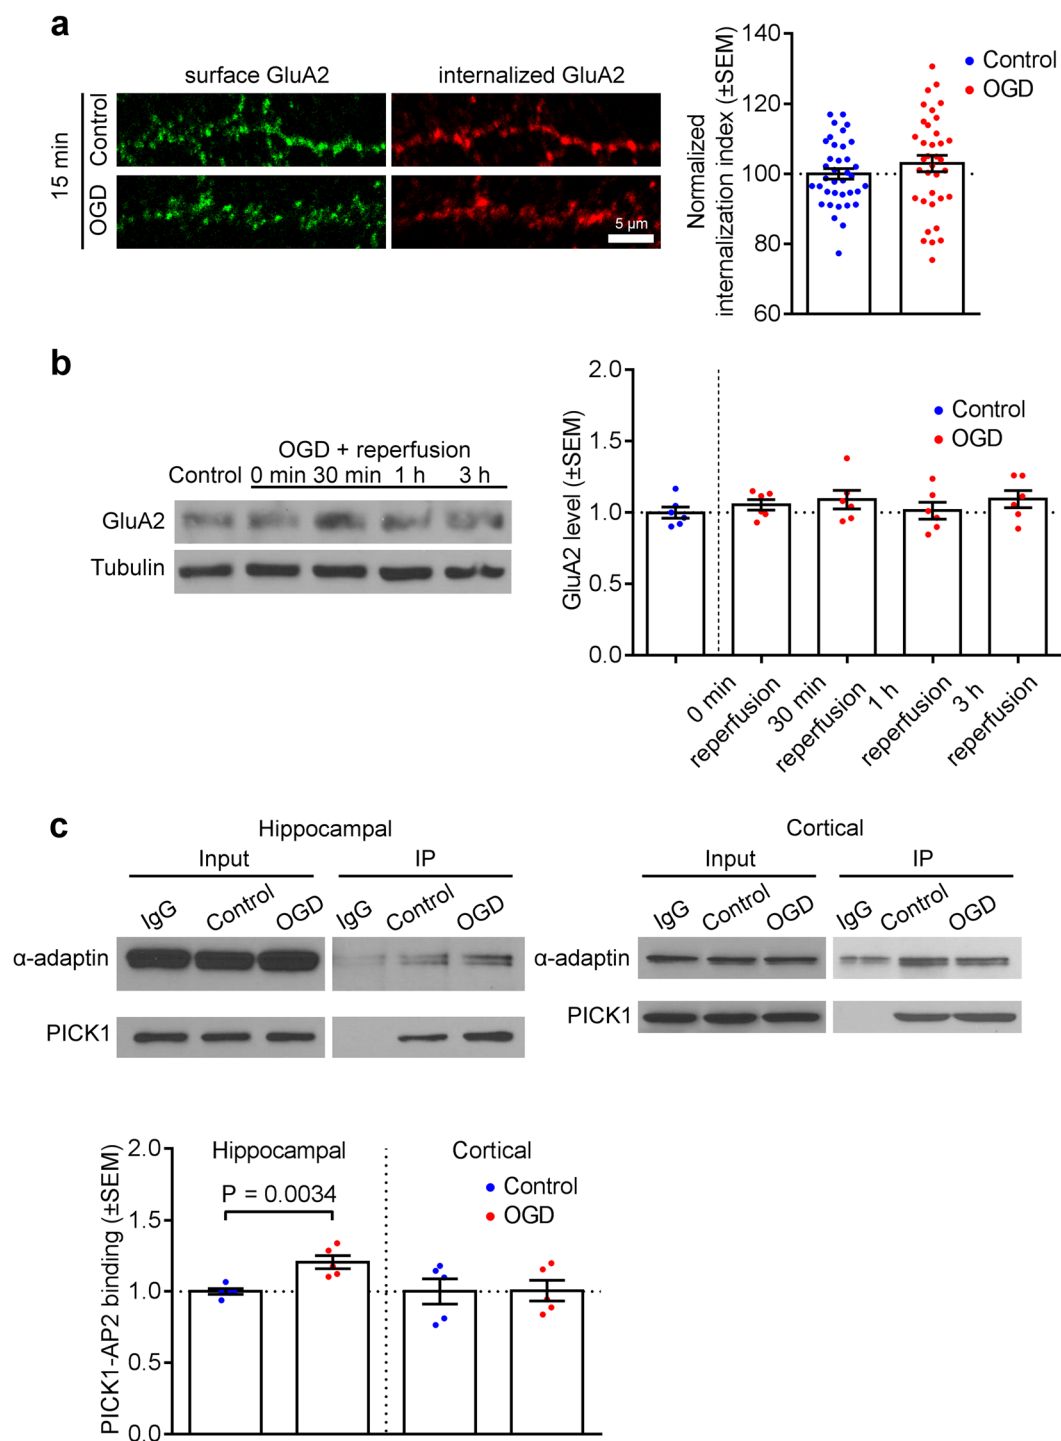 a
surface GluA2
internalized GluA2
15 min
Control
OGD
5 µm
Normalized
internalization index (±SEM)
140
120
100
80
60
Control
OGD
b
OGD + reperfusion
Control 0 min 30 min 1 h 3 h
GluA2
Tubulin
GluA2 level (±SEM)
2.0
1.5
1.0
0.5
0.0
Control
OGD
0 min
reperfusion
30 min
reperfusion
1 h
reperfusion
3 h
reperfusion
c
Hippocampal
Input IP
IgG Control OGD IgG Control OGD
α-adaptin
PICK1
Cortical
Input IP
IgG Control OGD IgG Control OGD
α-adaptin
PICK1
PICK1-AP2 binding (±SEM)
2.0
1.5
1.0
0.5
0.0
Hippocampal
P = 0.0034
Cortical
Control
OGD